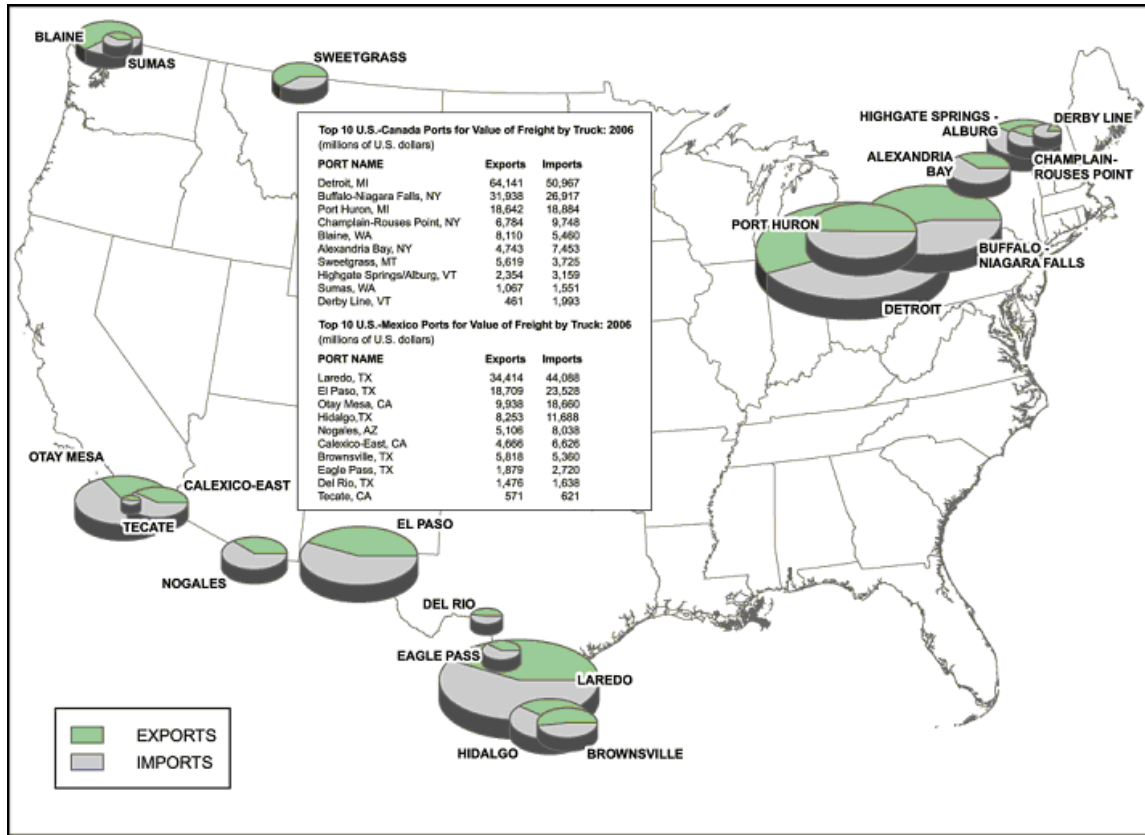 BLAINE
SUMAS
SWEETGRASS
HIGHGATE SPRINGS -
ALBURG
DERBY LINE
ALEXANDRIA
BAY
CHAMPLAIN-
ROUSES POINT
PORT HURON
BUFFALO -
NIAGARA FALLS
DETROIT
Top 10 U.S.-Canada Ports for Value of Freight by Truck: 2006
(millions of U.S. dollars)
PORT NAME Exports Imports
Detroit, MI 64,141 50,967
Buffalo-Niagara Falls, NY 31,938 26,917
Port Huron, MI 18,642 18,884
Champlain-Rouses Point, NY 6,784 9,748
Blaine, WA 8,110 5,460
Alexandria Bay, NY 4,743 7,453
Sweetgrass, MT 5,619 3,725
Highgate Springs/Alburg, VT 2,354 3,159
Sumas, WA 1,067 1,551
Derby Line, VT 461 1,993
Top 10 U.S.-Mexico Ports for Value of Freight by Truck: 2006
(millions of U.S. dollars)
PORT NAME Exports Imports
Laredo, TX 34,414 44,088
El Paso, TX 18,709 23,528
Otay Mesa, CA 9,938 18,660
Hidalgo,TX 8,253 11,688
Nogales, AZ 5,106 8,038
Calexico-East, CA 4,666 6,626
Brownsville, TX 5,818 5,360
Eagle Pass, TX 1,879 2,720
Del Rio, TX 1,476 1,638
Tecate, CA 571 621
OTAY MESA
CALEXICO-EAST
TECATE
NOGALES
EL PASO
DEL RIO
EAGLE PASS
LAREDO
HIDALGO
BROWNSVILLE
EXPORTS
IMPORTS